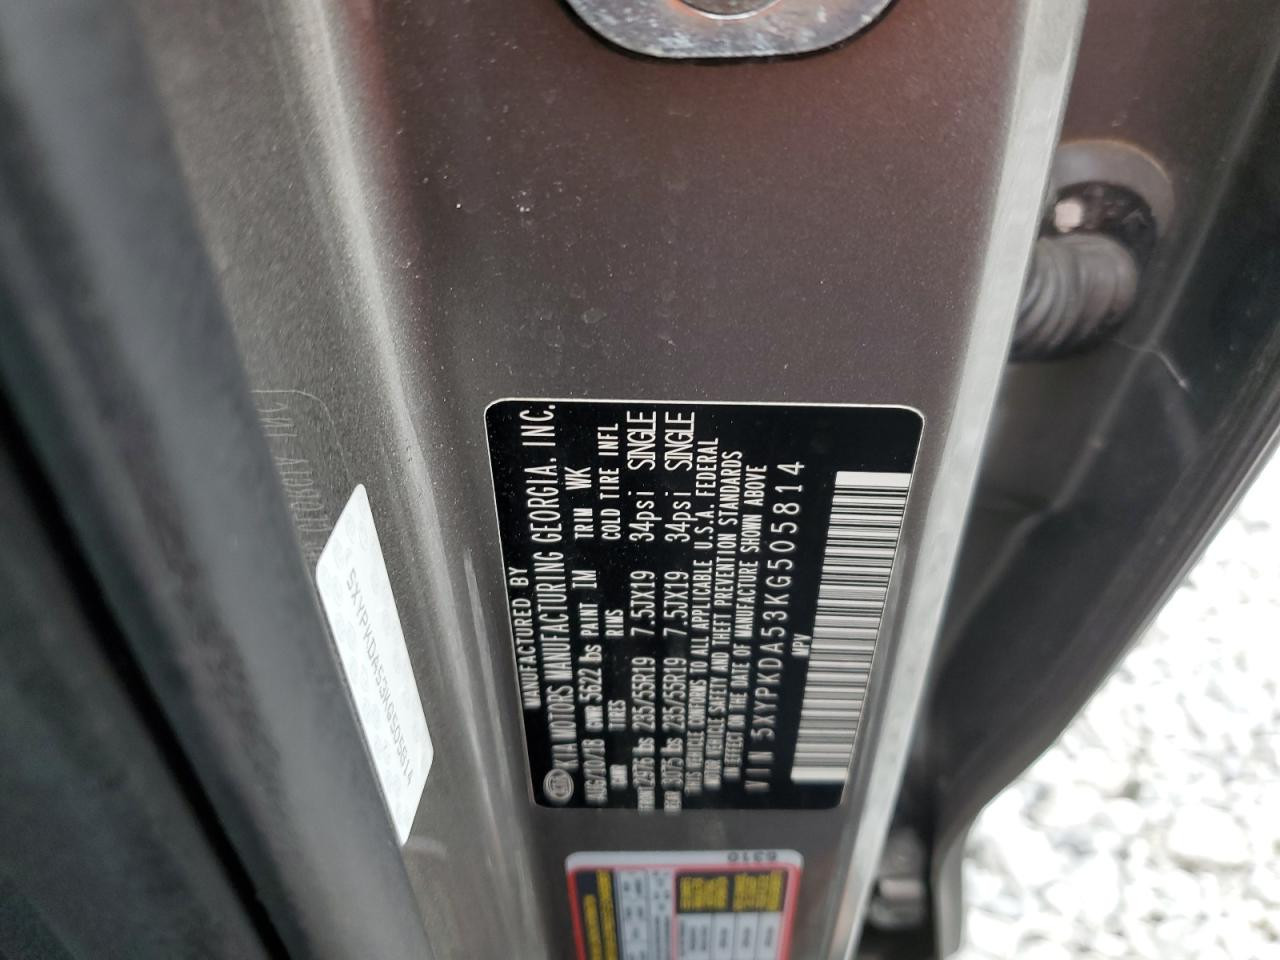 MANUFACTURED BY
KIA MOTORS MANUFACTURING GEORGIA. INC.
AUG/10/18 GVWR 5622 lbs PAINT IM TRIM WK
TIRES RIMS COLD TIRE INFL
2976 lbs 235/55R19 7.5JX19 34psi SINGLE
3075 lbs 235/55R19 7.5JX19 34psi SINGLE
THIS VEHICLE CONFORMS TO ALL APPLICABLE U.S.A. FEDERAL
MOTOR VEHICLE SAFETY AND THEFT PREVENTION STANDARDS
IN EFFECT ON THE DATE OF MANUFACTURE SHOWN ABOVE
VIN 5XYPKDA53KG505814
MPV
5XYPKDA53KG505814
6310